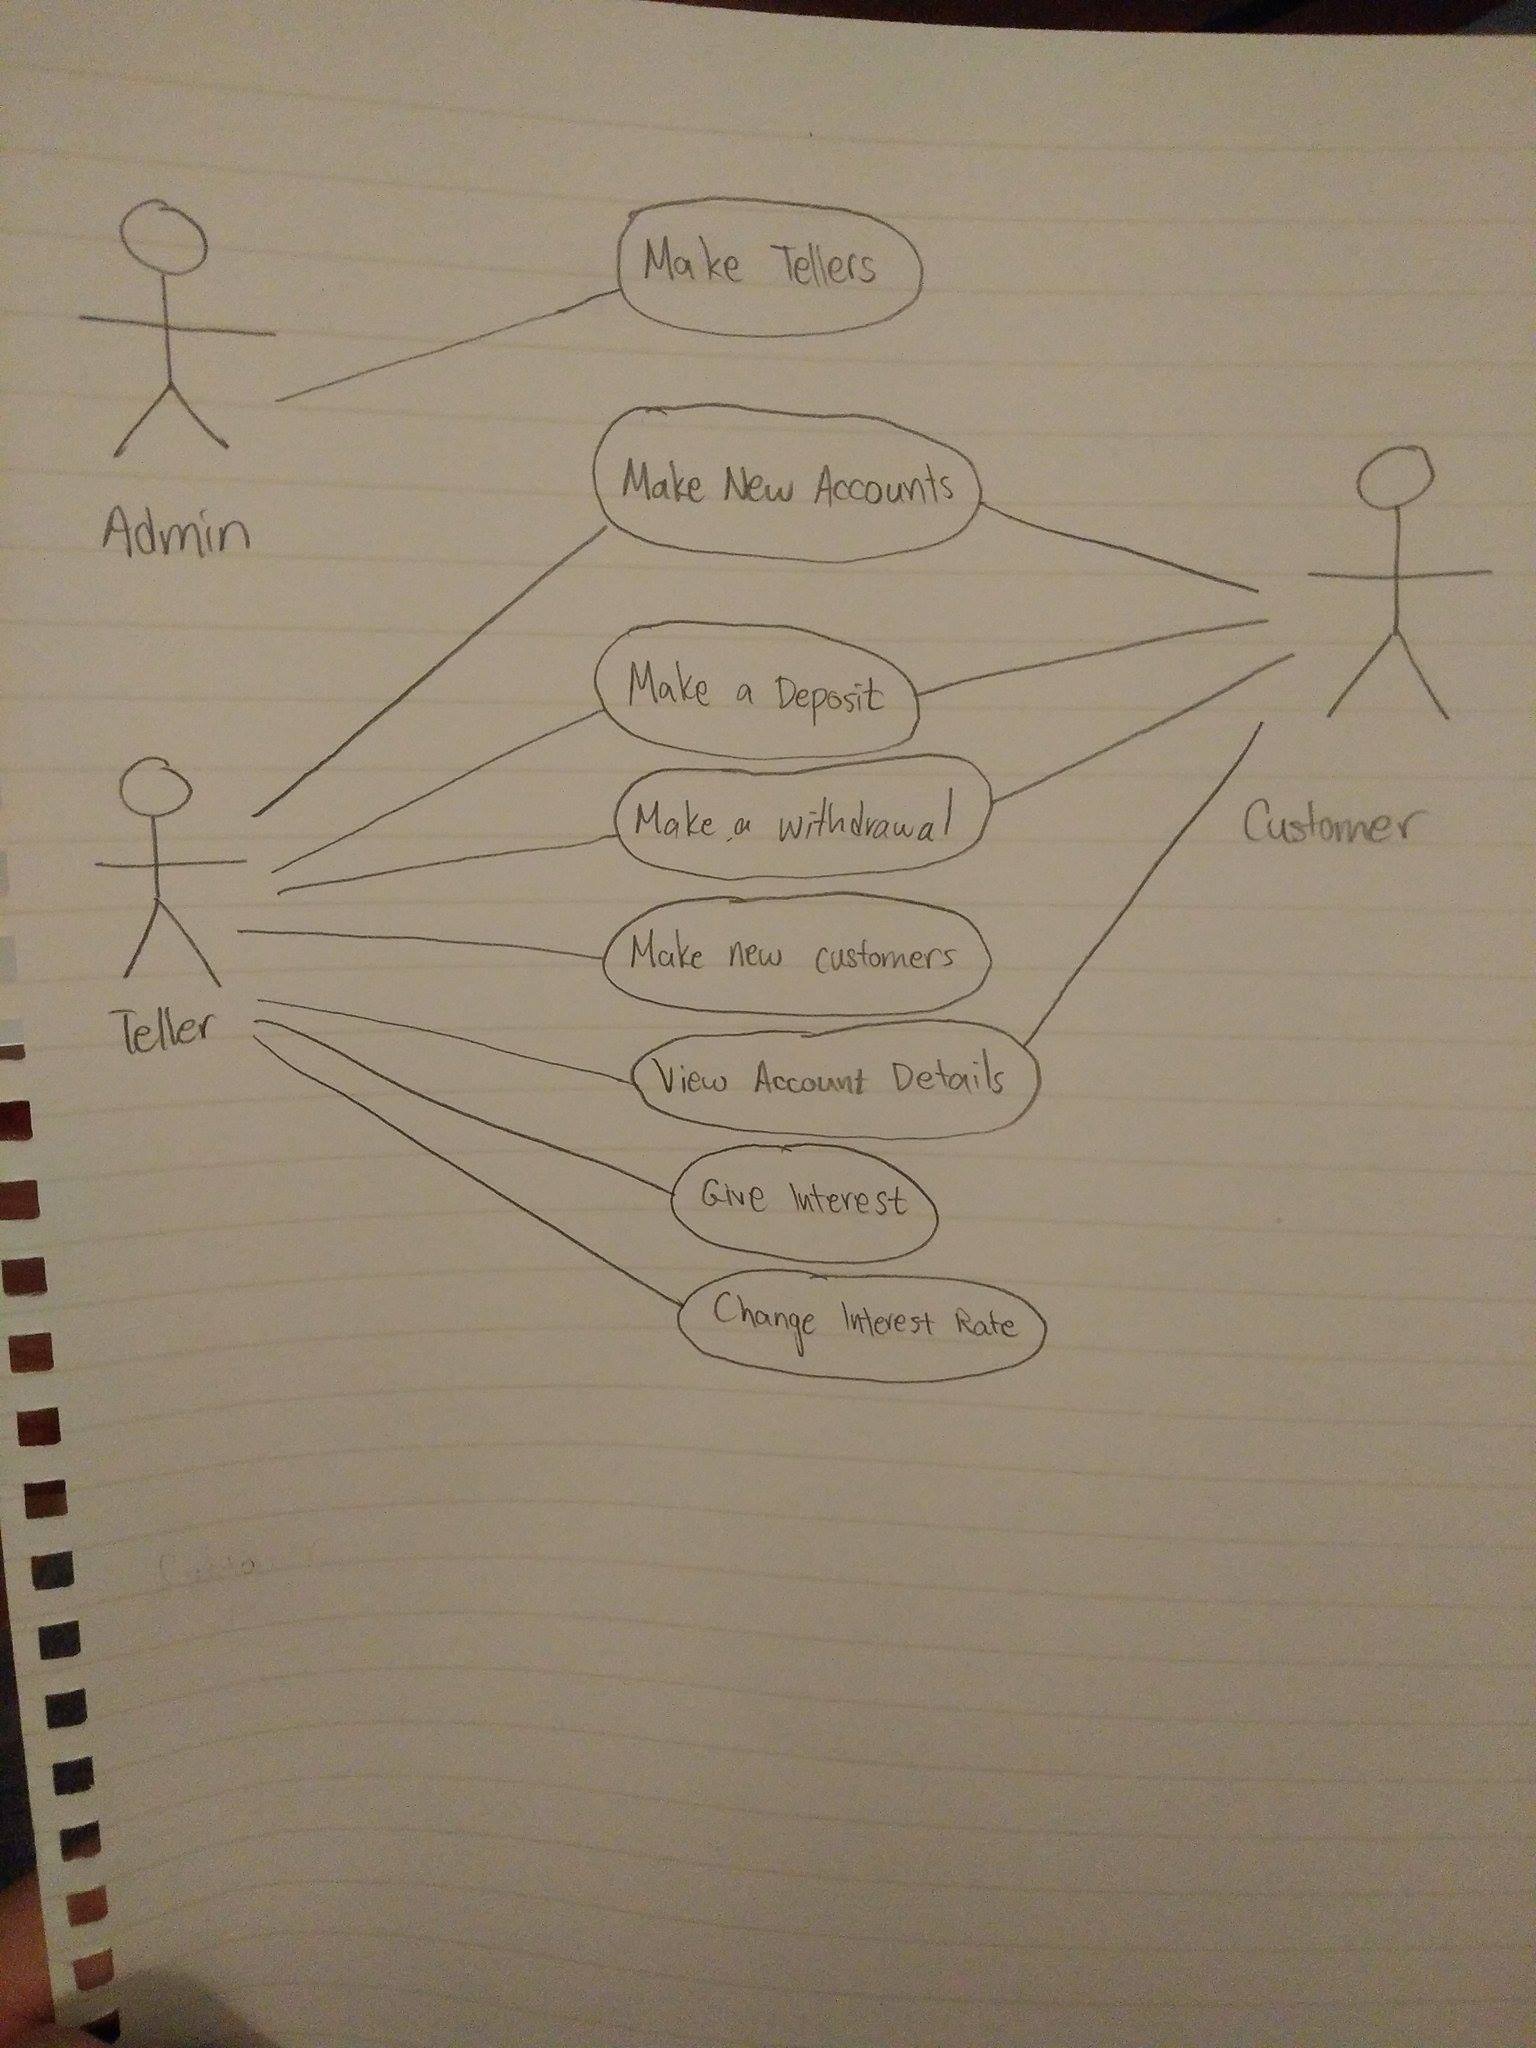 Make Tellers
Admin
Make New Accounts
Make a Deposit
Make a withdrawal
Customer
Make new customers
Teller
View Account Details
Give Interest
Change Interest Rate